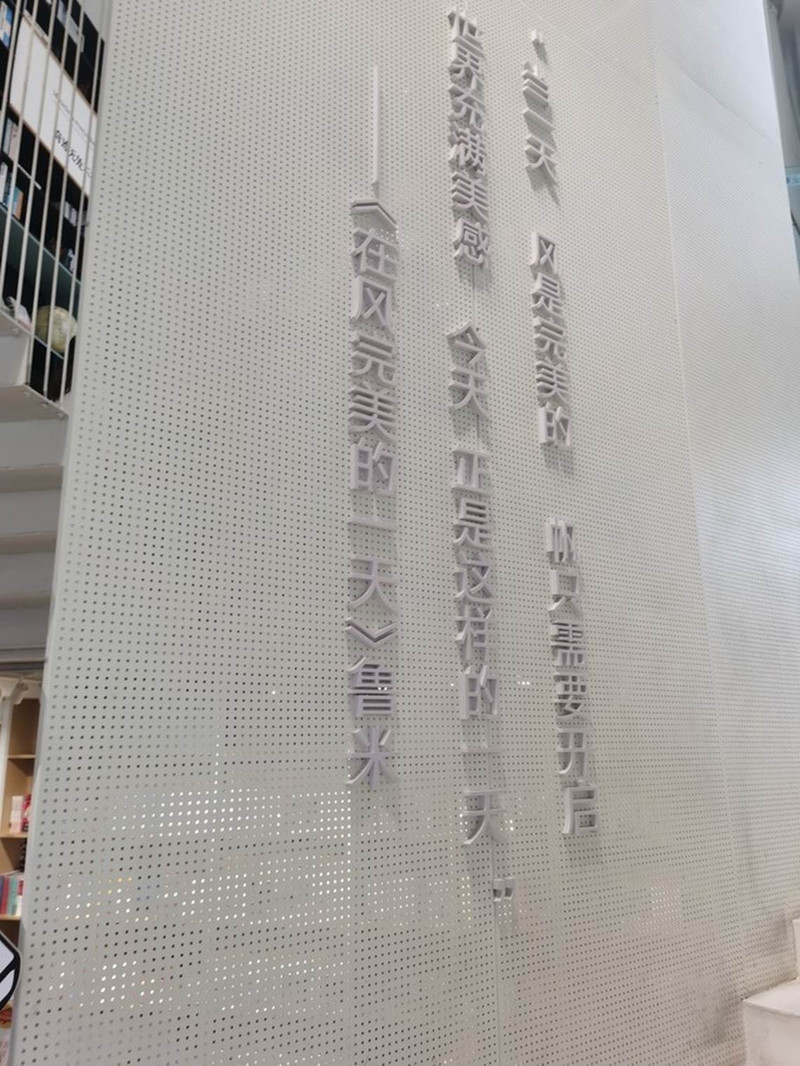 “当一天 风是完美的 帆只需要开启
世界充满美感 今天 正是这样的一天”
——《在风完美的一天》鲁米